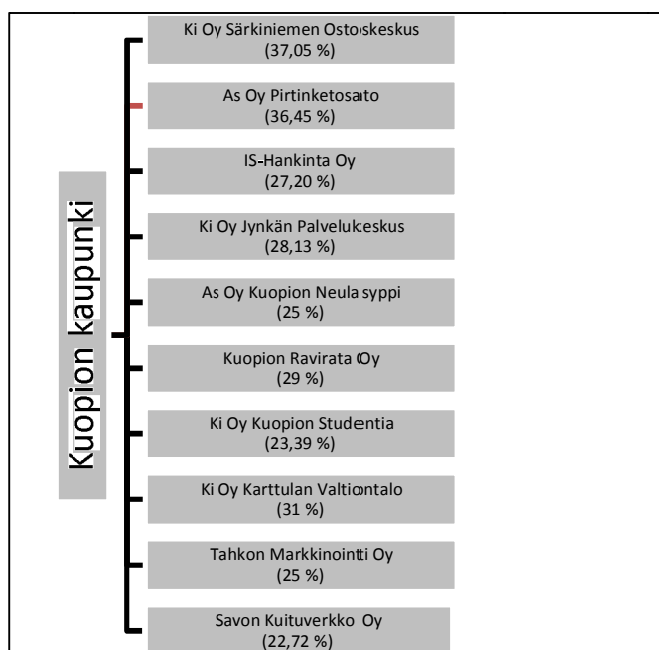 Kuopion kaupunki
Ki Oy Särkiniemen Ostoskeskus
(37,05 %)
As Oy Pirtinketosato
(36,45 %)
IS-Hankinta Oy
(27,20 %)
Ki Oy Jynkän Palvelukeskus
(28,13 %)
As Oy Kuopion Neulasyppi
(25 %)
Kuopion Ravirata Oy
(29 %)
Ki Oy Kuopion Studentia
(23,39 %)
Ki Oy Karttulan Valtiontalo
(31 %)
Tahkon Markkinointi Oy
(25 %)
Savon Kuituverkko Oy
(22,72 %)